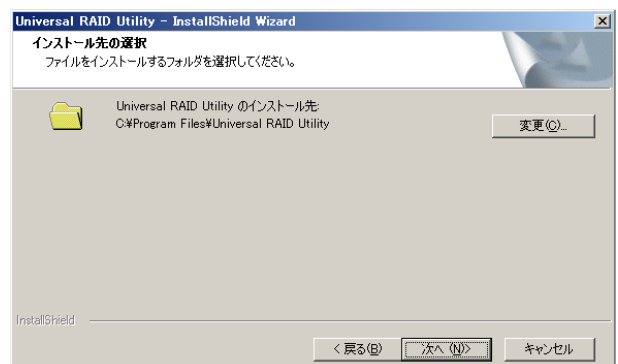 Universal RAID Utility - InstallShield Wizard
インストール先の選択
ファイルをインストールするフォルダを選択してください。
Universal RAID Utility のインストール先:
C:¥Program Files¥Universal RAID Utility
変更(C)...
InstallShield
< 戻る(B)
次へ (N)>
キャンセル